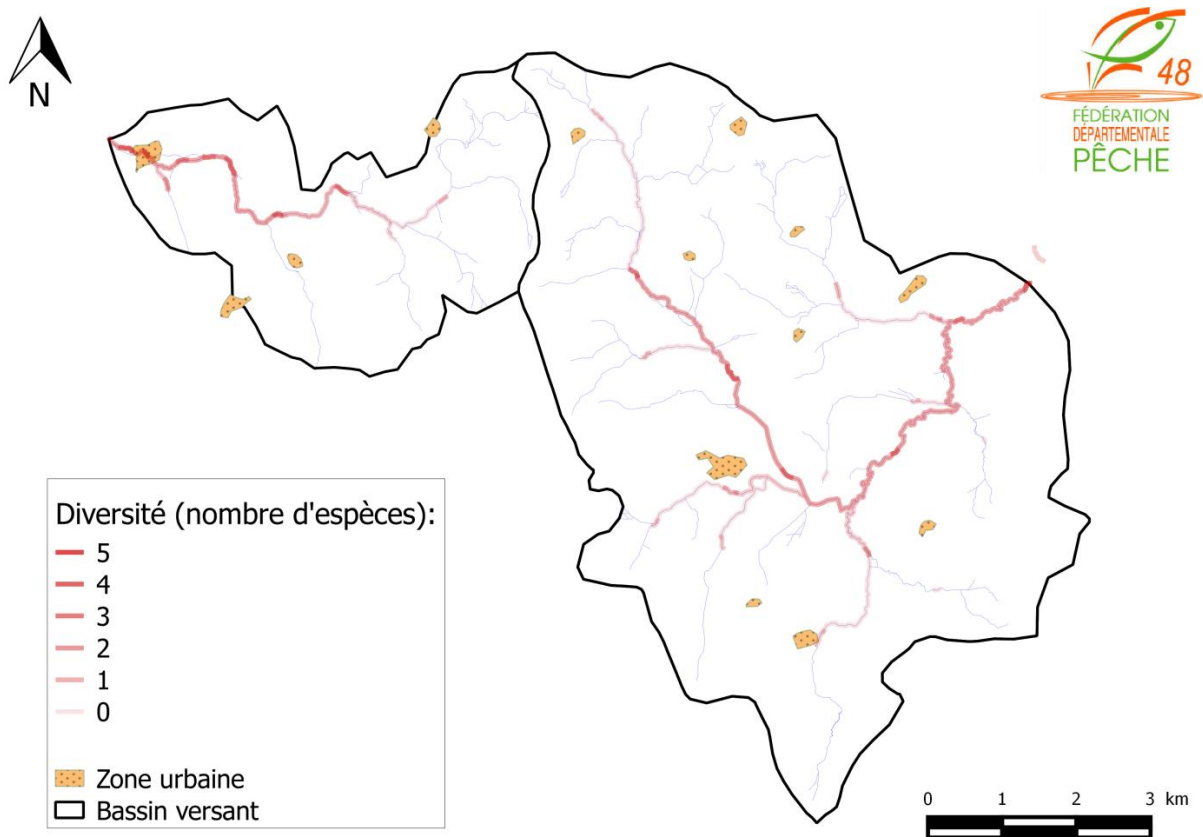 N
48
FÉDÉRATION
DÉPARTEMENTALE
PÊCHE
Diversité (nombre d'espèces):
5
4
3
2
1
0
Zone urbaine
Bassin versant
0 1 2 3 km